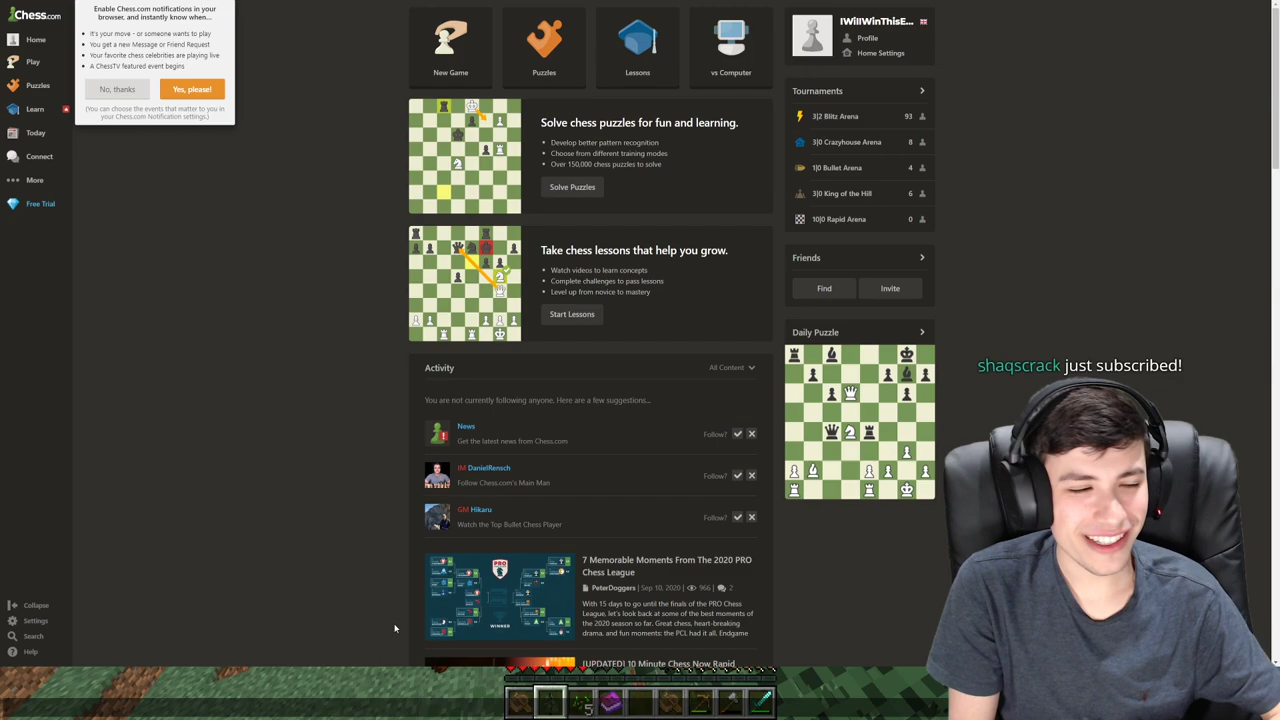 Chess.com
Home
Play
Puzzles
Learn
Today
Connect
More
Free Trial
Collapse
Settings
Search
Help
Enable Chess.com notifications in your
browser, and instantly know when...
It's your move - or someone wants to play
You get a new Message or Friend Request
Your favorite chess celebrities are playing live
A ChessTV featured event begins
No, thanks
Yes, please!
(You can choose the events that matter to you in
your Chess.com Notification settings.)
New Game
Puzzles
Lessons
vs Computer
Solve chess puzzles for fun and learning.
Develop better pattern recognition
Choose from different training modes
Over 150,000 chess puzzles to solve
Solve Puzzles
Take chess lessons that help you grow.
Watch videos to learn concepts
Complete challenges to pass lessons
Level up from novice to mastery
Start Lessons
Activity
All Content
You are not currently following anyone. Here are a few suggestions...
News
Get the latest news from Chess.com
Follow?
IM DanielRensch
Follow Chess.com's Main Man
Follow?
GM Hikaru
Watch the Top Bullet Chess Player
Follow?
PRO
WINNER
7 Memorable Moments From The 2020 PRO
Chess League
PeterDoggers | Sep 10, 2020 | 966 | 2
With 15 days to go until the finals of the PRO Chess
League, let's look back at some of the best moments of
the 2020 season so far. Great chess, heart-breaking
drama, and fun moments: the PCL had it all. Endgame
[UPDATED] 10 Minute Chess Now Rapid
IWillWinThisE...
Profile
Home Settings
Tournaments
3|2 Blitz Arena 93
3|0 Crazyhouse Arena 8
1|0 Bullet Arena 4
3|0 King of the Hill 6
10|0 Rapid Arena 0
Friends
Find
Invite
Daily Puzzle
shaqscrack just subscribed!
5